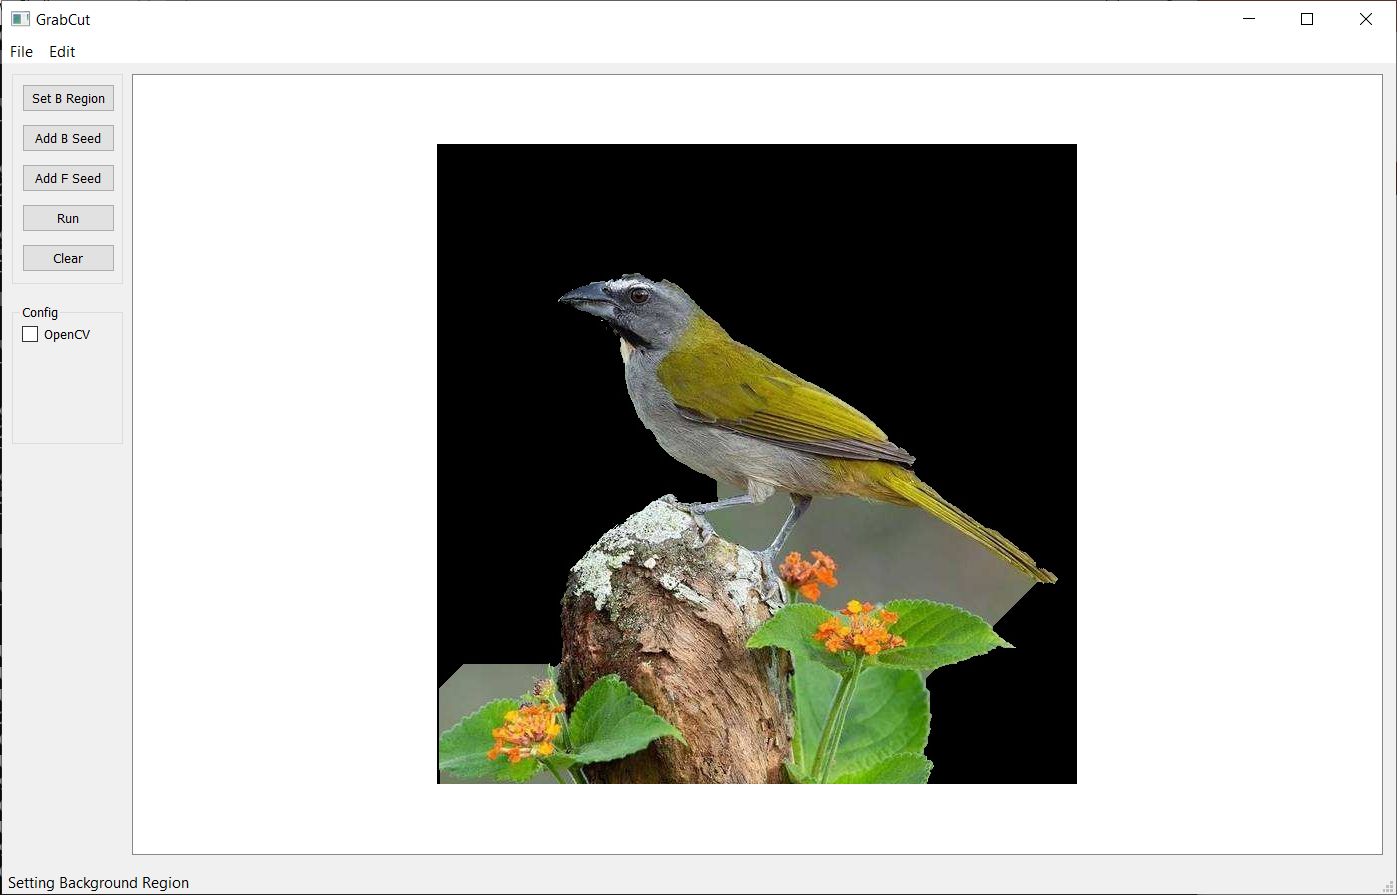 GrabCut
File Edit
Set B Region
Add B Seed
Add F Seed
Run
Clear
Config
OpenCV
Setting Background Region